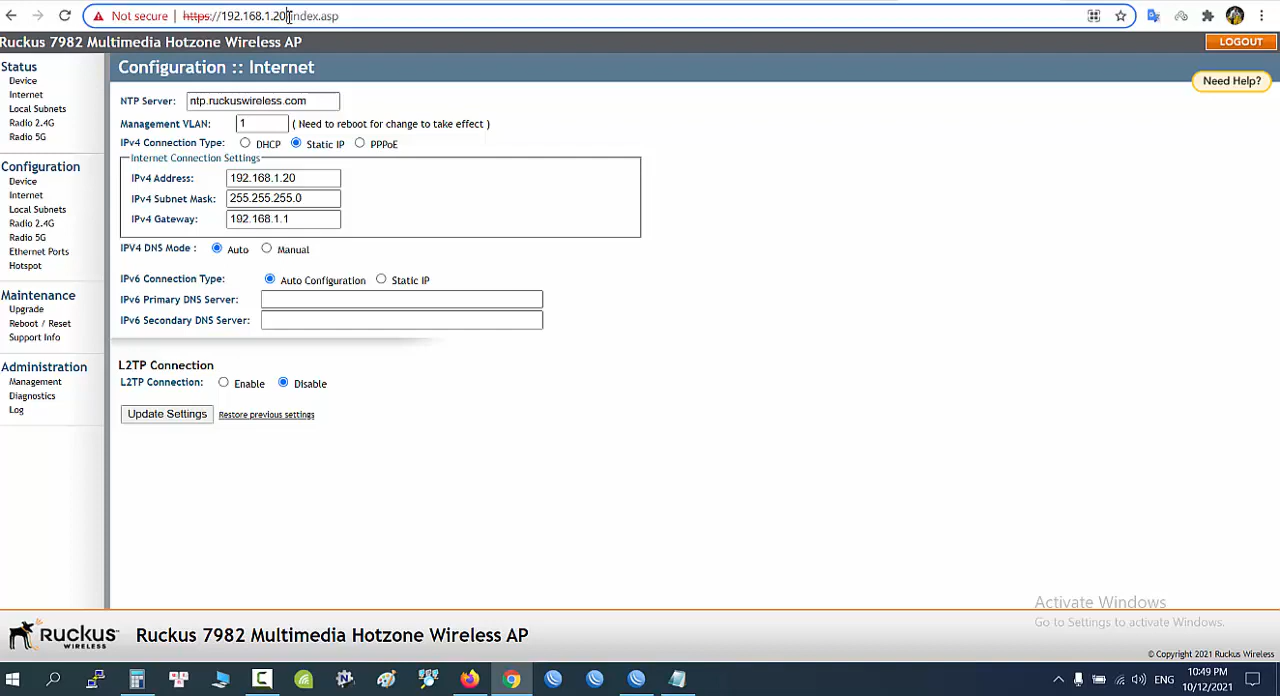 Not secure | https://192.168.1.20/index.asp
Ruckus 7982 Multimedia Hotzone Wireless AP
LOGOUT
Status
Device
Internet
Local Subnets
Radio 2.4G
Radio 5G
Configuration
Device
Internet
Local Subnets
Radio 2.4G
Radio 5G
Ethernet Ports
Hotspot
Maintenance
Upgrade
Reboot / Reset
Support Info
Administration
Management
Diagnostics
Log
Configuration :: Internet
Need Help?
NTP Server: ntp.ruckuswireless.com
Management VLAN: 1 ( Need to reboot for change to take effect )
IPv4 Connection Type: DHCP Static IP PPPoE
Internet Connection Settings
IPv4 Address: 192.168.1.20
IPv4 Subnet Mask: 255.255.255.0
IPv4 Gateway: 192.168.1.1
IPV4 DNS Mode : Auto Manual
IPv6 Connection Type: Auto Configuration Static IP
IPv6 Primary DNS Server:
IPv6 Secondary DNS Server:
L2TP Connection
L2TP Connection: Enable Disable
Update Settings Restore previous settings
Activate Windows
Go to Settings to activate Windows.
RUCKUS WIRELESS
Ruckus 7982 Multimedia Hotzone Wireless AP
© Copyright 2021 Ruckus Wireless
ENG
10:49 PM
10/12/2021